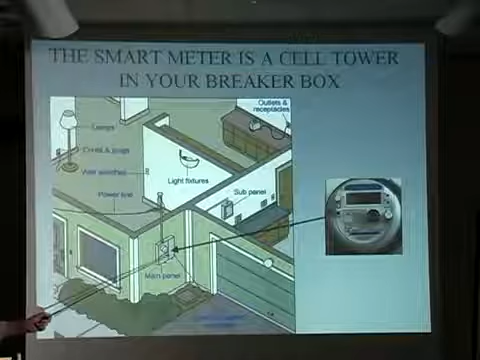 THE SMART METER IS A CELL TOWER
IN YOUR BREAKER BOX
Outlets &
receptacles
Lamps
Cords & plugs
Wall switches
Light fixtures
Sub panel
Power line
Main panel